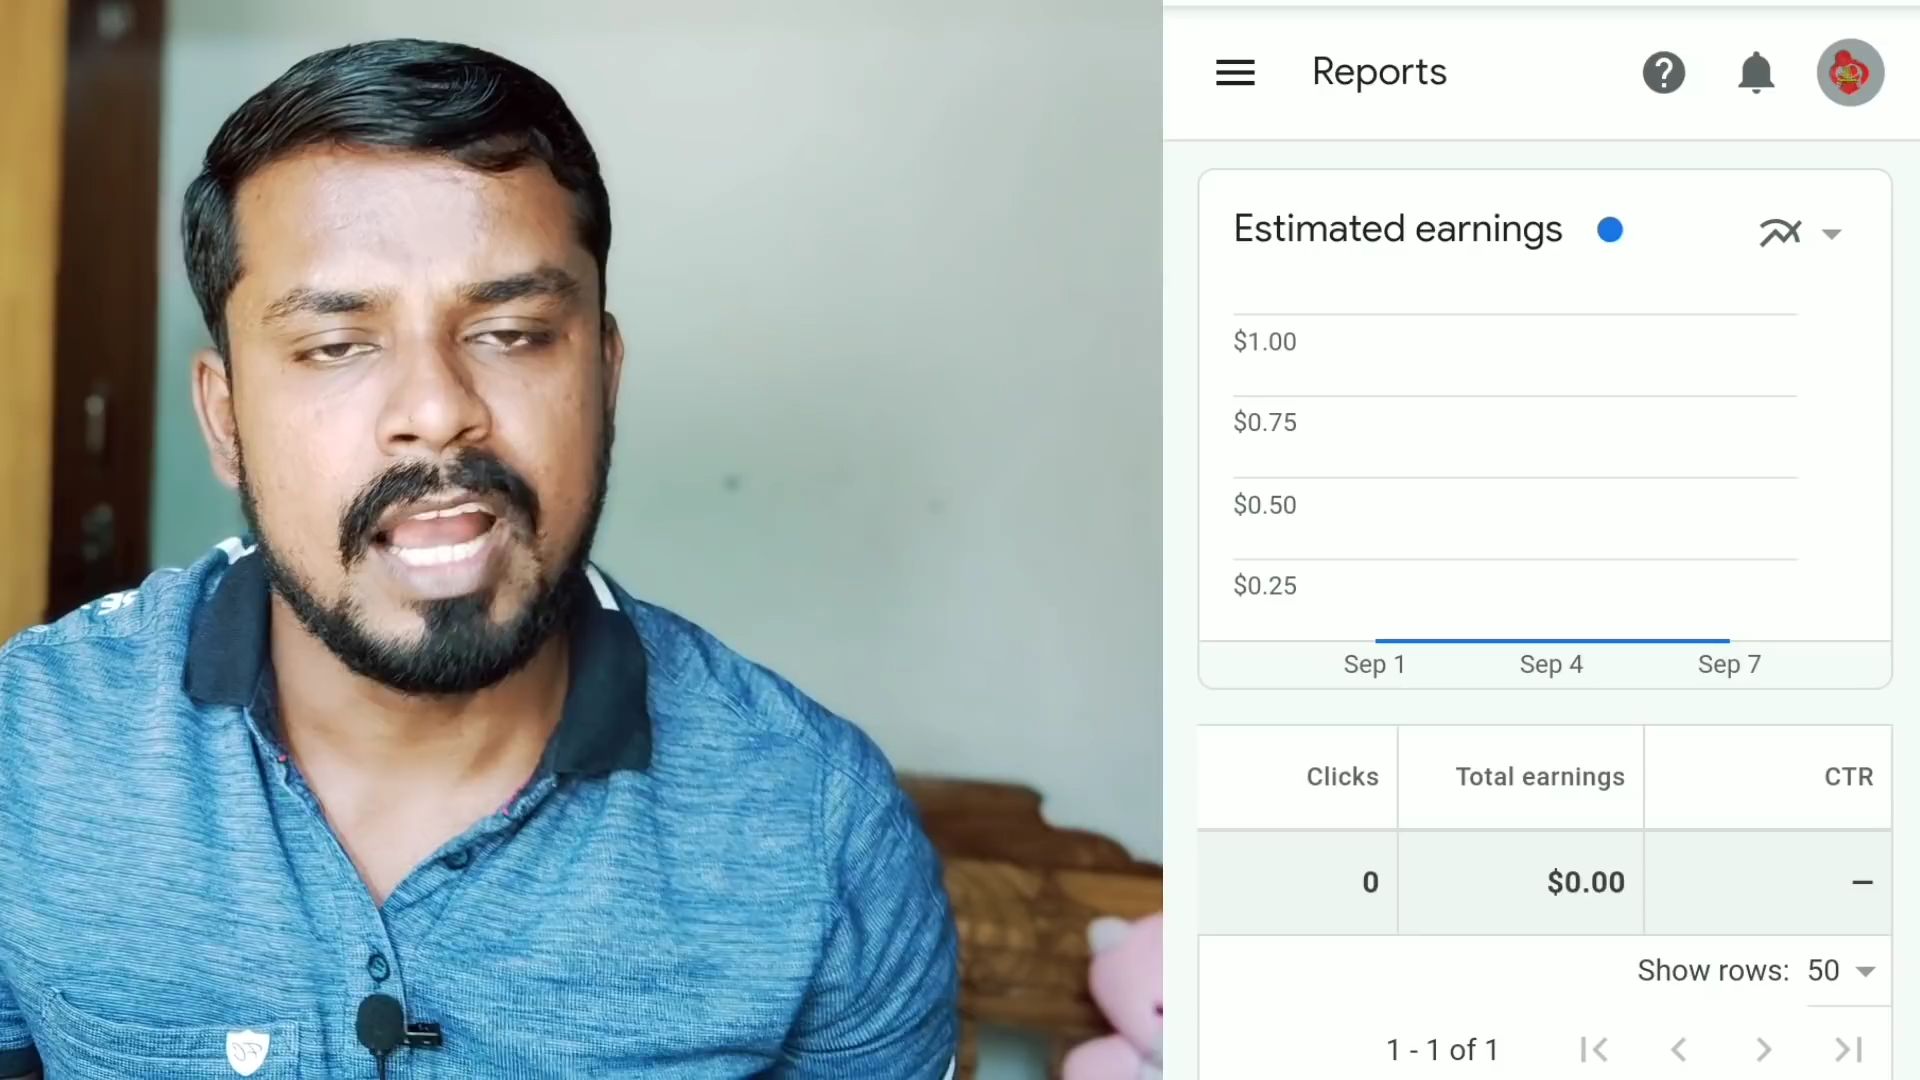 Reports
Estimated earnings
$1.00
$0.75
$0.50
$0.25
Sep 1 Sep 4 Sep 7
Clicks Total earnings CTR
0 $0.00 –
Show rows: 50
1 - 1 of 1